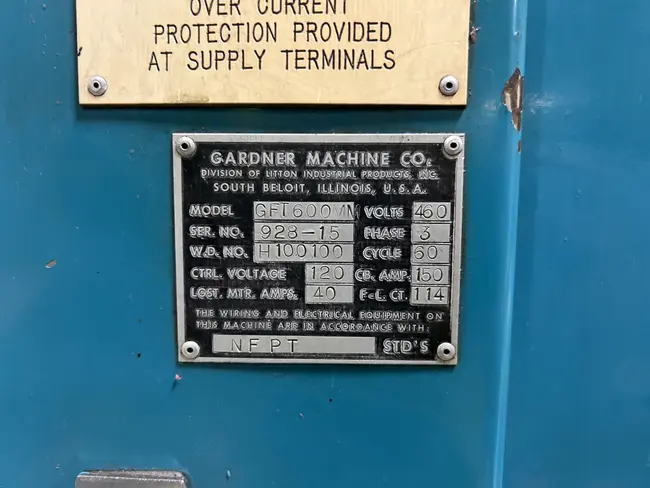 OVER CURRENT
PROTECTION PROVIDED
AT SUPPLY TERMINALS
GARDNER MACHINE CO.
DIVISION OF LITTON INDUSTRIAL PRODUCTS, INC.
SOUTH BELOIT, ILLINOIS, U.S.A.
MODEL GFT600MM VOLTS 460
SER. NO. 928-15 PHASE 3
W.D. NO. H100100 CYCLE 60
CTRL. VOLTAGE 120 CB. AMP. 150
LGST. MTR. AMPS. 40 F-L. CT. 114
THE WIRING AND ELECTRICAL EQUIPMENT ON
THIS MACHINE ARE IN ACCORDANCE WITH:
NFPT STD'S